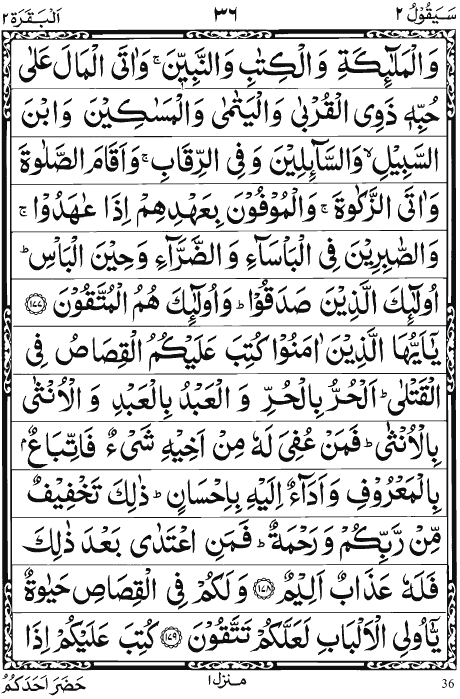 سَيَقُوۡلُ ٢ ٣٦ اَلۡبَقَرَة ٢
وَالۡمَلٰٓئِكَةِ وَالۡكِتٰبِ وَالنَّبِيّٖنَۚ وَاٰتَى الۡمَالَ عَلٰى
حُبِّهٖ ذَوِى الۡقُرۡبٰى وَالۡيَتٰمٰى وَالۡمَسٰكِيۡنَ وَابۡنَ
السَّبِيۡلِۙ وَالسَّآئِلِيۡنَ وَفِى الرِّقَابِۚ وَاَقَامَ الصَّلٰوةَ
وَاٰتَى الزَّكٰوةَۚ وَالۡمُوۡفُوۡنَ بِعَهۡدِهِمۡ اِذَا عٰهَدُوۡاۚ
وَالصّٰبِرِيۡنَ فِى الۡبَاۡسَآءِ وَالضَّرَّآءِ وَحِيۡنَ الۡبَاۡسِؕ
اُولٰٓئِكَ الَّذِيۡنَ صَدَقُوۡاؕ وَاُولٰٓئِكَ هُمُ الۡمُتَّقُوۡنَ ﴿١٧٧﴾
يٰٓاَيُّهَا الَّذِيۡنَ اٰمَنُوۡا كُتِبَ عَلَيۡكُمُ الۡقِصَاصُ فِى
الۡقَتۡلٰىؕ اَلۡحُرُّ بِالۡحُرِّ وَالۡعَبۡدُ بِالۡعَبۡدِ وَالۡاُنۡثٰى
بِالۡاُنۡثٰىؕ فَمَنۡ عُفِىَ لَهٗ مِنۡ اَخِيۡهِ شَىۡءٌ فَاتِّبَاعٌۢ
بِالۡمَعۡرُوۡفِ وَاَدَآءٌ اِلَيۡهِ بِاِحۡسَانٍؕ ذٰلِكَ تَخۡفِيۡفٌ
مِّنۡ رَّبِّكُمۡ وَرَحۡمَةٌؕ فَمَنِ اعۡتَدٰى بَعۡدَ ذٰلِكَ
فَلَهٗ عَذَابٌ اَلِيۡمٌ ﴿١٧٨﴾ وَلَكُمۡ فِى الۡقِصَاصِ حَيٰوةٌ
يّٰٓاُولِى الۡاَلۡبَابِ لَعَلَّكُمۡ تَتَّقُوۡنَ ﴿١٧٩﴾ كُتِبَ عَلَيۡكُمۡ اِذَا
36 منزل ١ حَضَرَ اَحَدَكُمُ